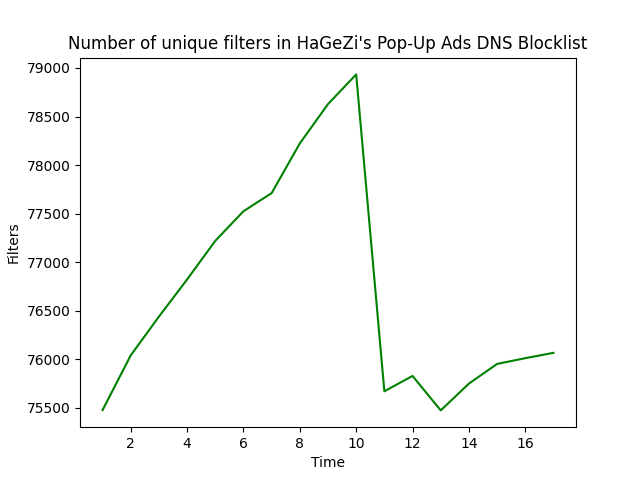 Number of unique filters in HaGeZi's Pop-Up Ads DNS Blocklist
79000
78500
78000
77500
77000
76500
76000
75500
Filters
2 4 6 8 10 12 14 16
Time